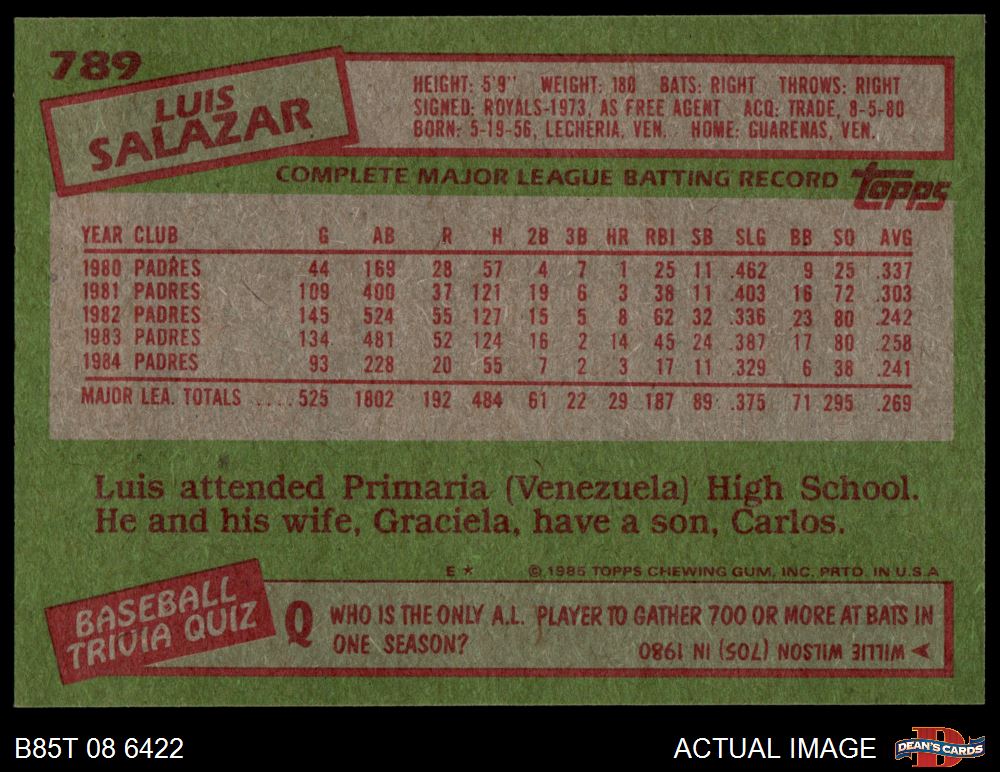 789
LUIS
SALAZAR
HEIGHT: 5'9" WEIGHT: 180 BATS: RIGHT THROWS: RIGHT
SIGNED: ROYALS-1973, AS FREE AGENT ACQ: TRADE, 8-5-80
BORN: 5-19-56, LECHERIA, VEN. HOME: GUARENAS, VEN.
COMPLETE MAJOR LEAGUE BATTING RECORD topps
YEAR CLUB G AB R H 2B 3B HR RBI SB SLG BB SO AVG
1980 PADRES 44 169 28 57 4 7 1 25 11 .462 9 25 .337
1981 PADRES 109 400 37 121 19 6 3 38 11 .403 16 72 .303
1982 PADRES 145 524 55 127 15 5 8 62 32 .336 23 80 .242
1983 PADRES 134 481 52 124 16 2 14 45 24 .387 17 80 .258
1984 PADRES 93 228 20 55 7 2 3 17 11 .329 6 38 .241
MAJOR LEA. TOTALS .... 525 1802 192 484 61 22 29 187 89 .375 71 295 .269
Luis attended Primaria (Venezuela) High School.
He and his wife, Graciela, have a son, Carlos.
E * © 1985 TOPPS CHEWING GUM, INC. PRTD. IN U.S.A
BASEBALL
TRIVIA QUIZ
Q WHO IS THE ONLY A.L. PLAYER TO GATHER 700 OR MORE AT BATS IN
ONE SEASON?
WILLIE WILSON (705) IN 1980
B85T 08 6422
ACTUAL IMAGE
D
DEAN'S CARDS